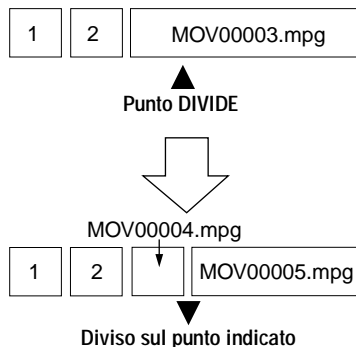 1 2 MOV00003.mpg
Punto DIVIDE
MOV00004.mpg
1 2 MOV00005.mpg
Diviso sul punto indicato